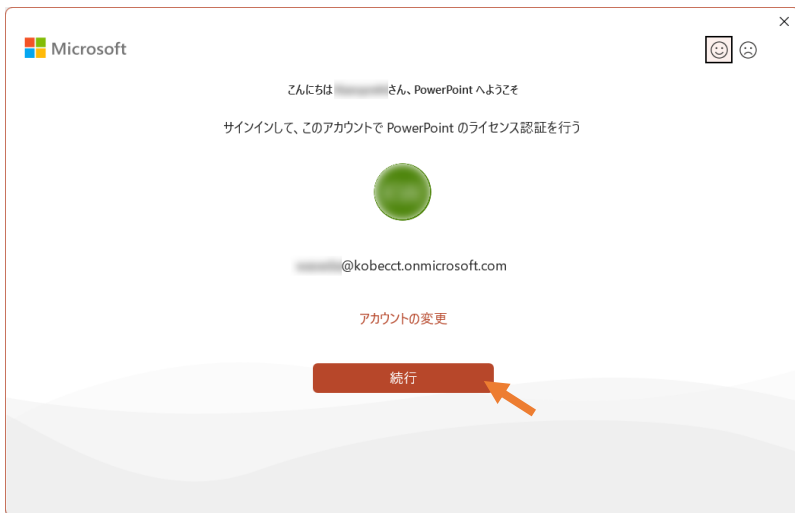 Microsoft
こんにちは さん、PowerPoint へようこそ
サインインして、このアカウントで PowerPoint のライセンス認証を行う
@kobecct.onmicrosoft.com
アカウントの変更
続行